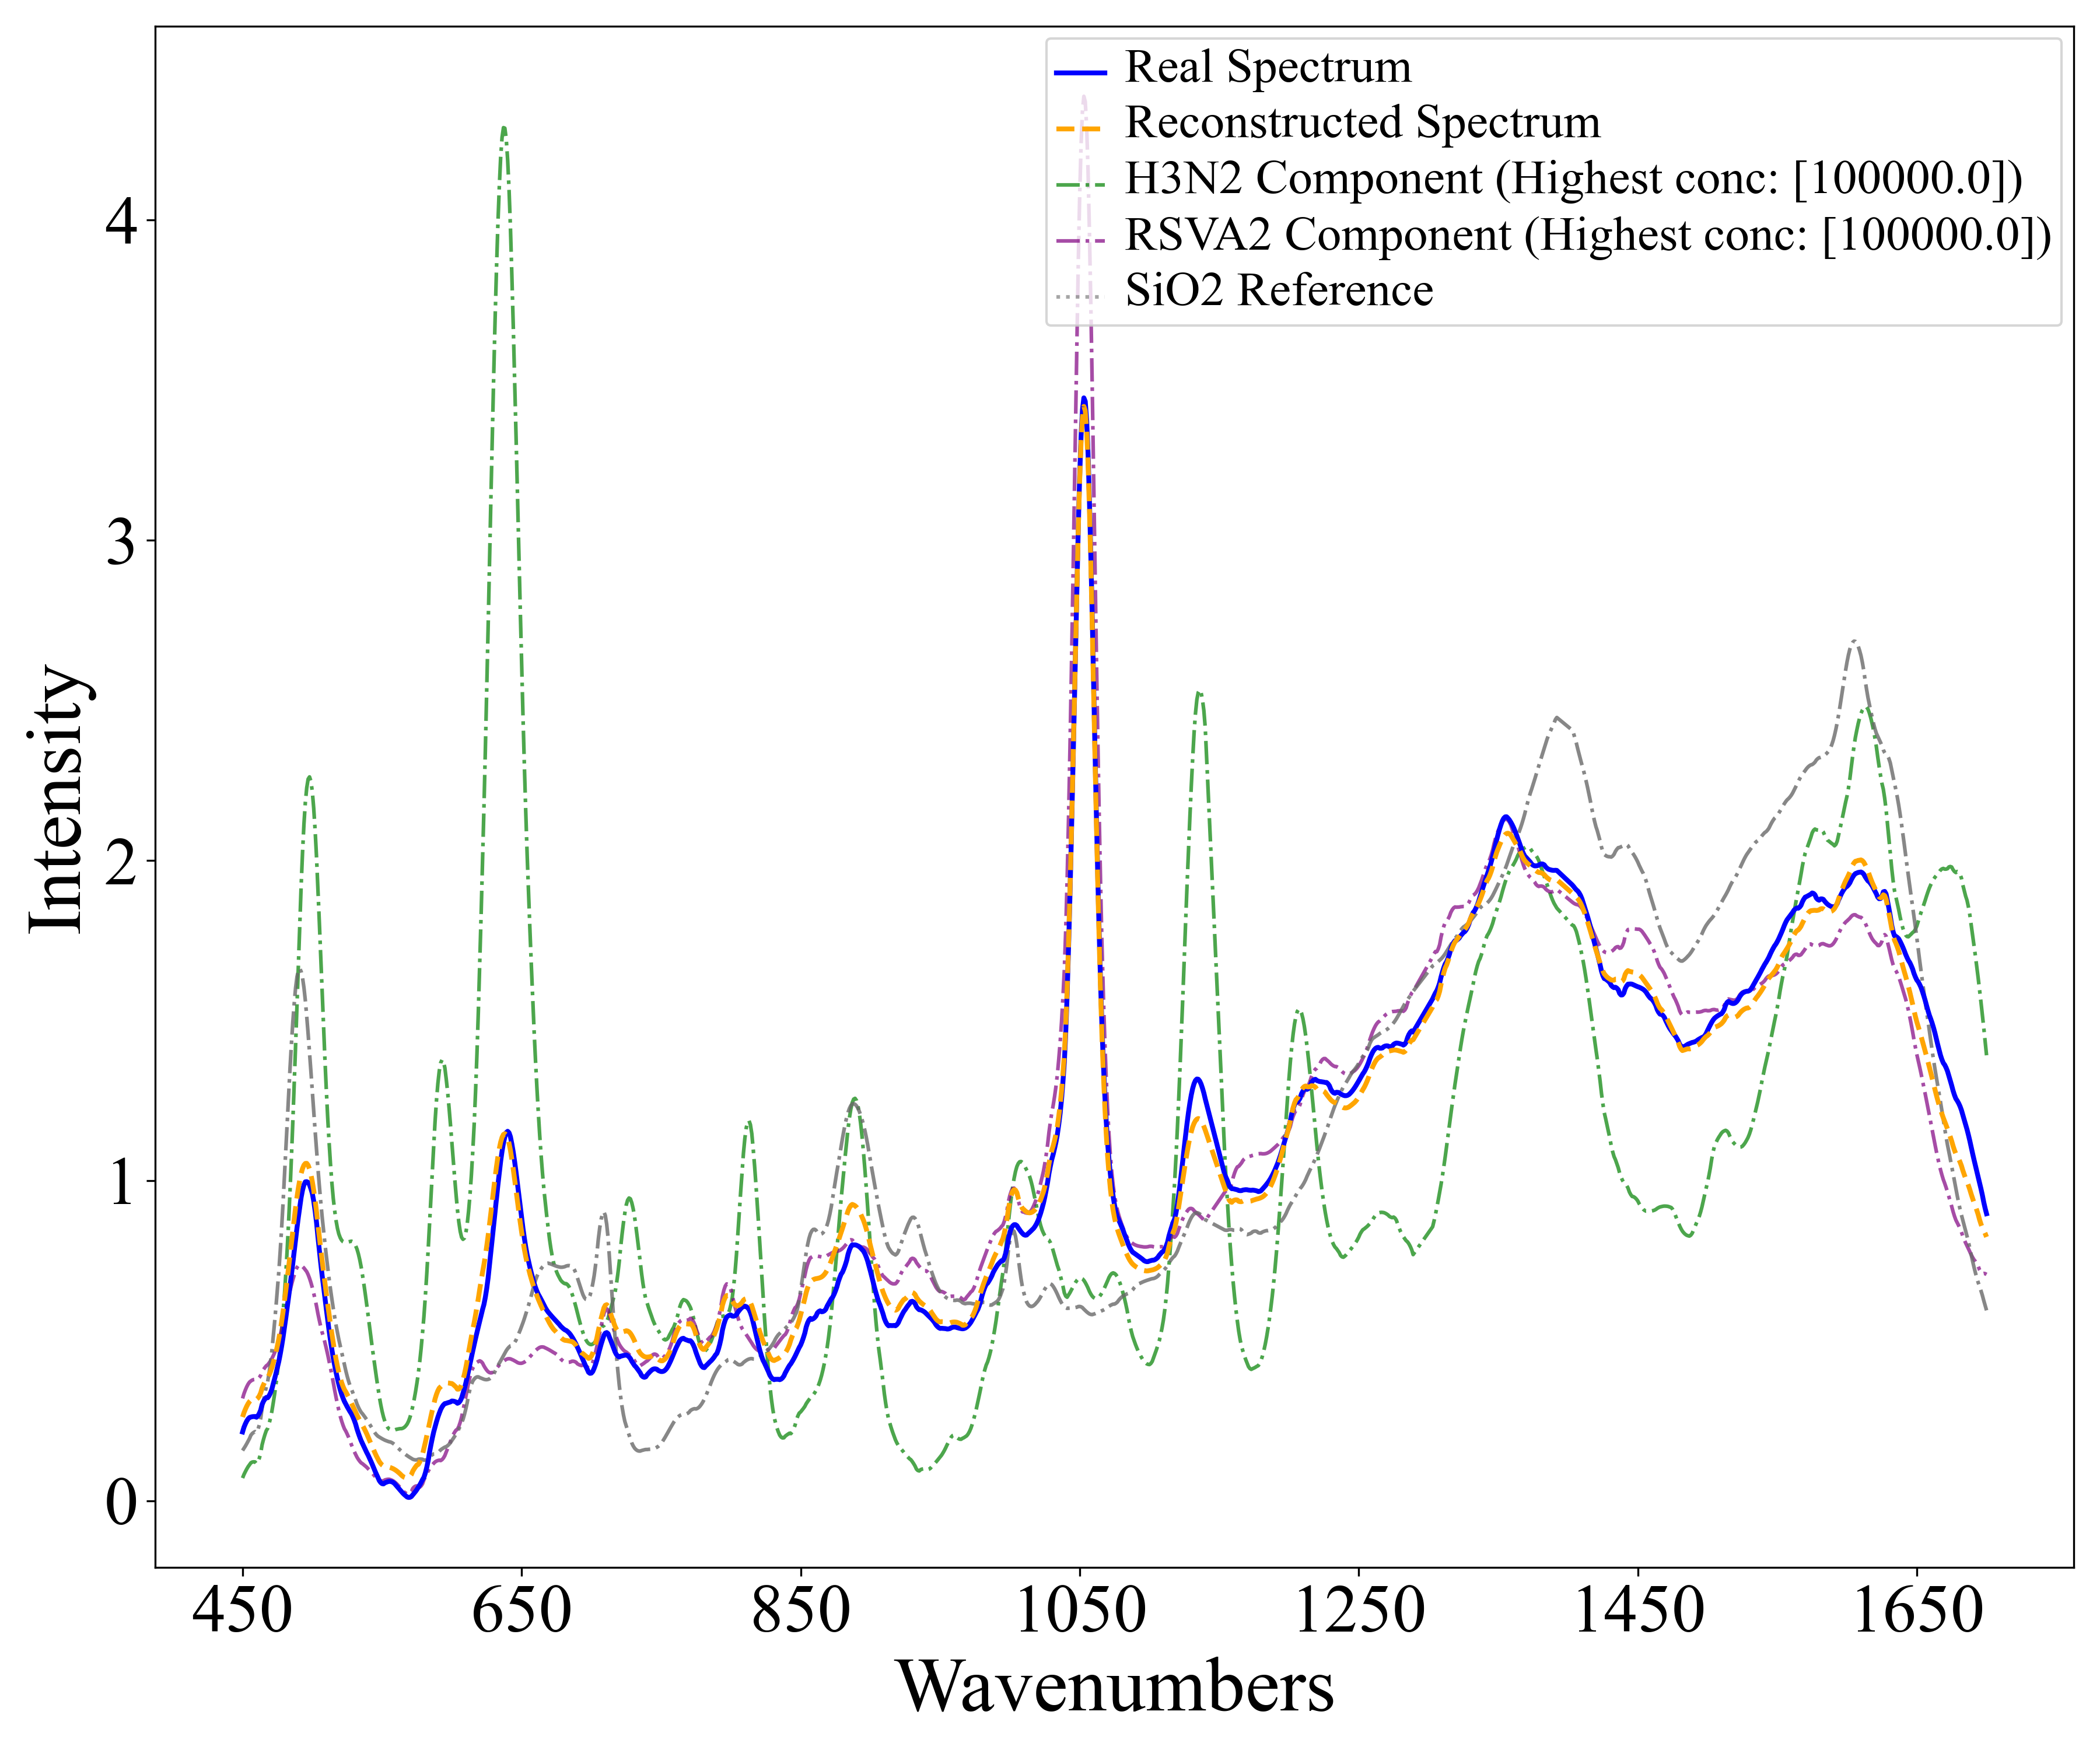 Real Spectrum
Reconstructed Spectrum
H3N2 Component (Highest conc: [100000.0])
RSVA2 Component (Highest conc: [100000.0])
SiO2 Reference
Intensity
4
3
2
1
0
450 650 850 1050 1250 1450 1650
Wavenumbers